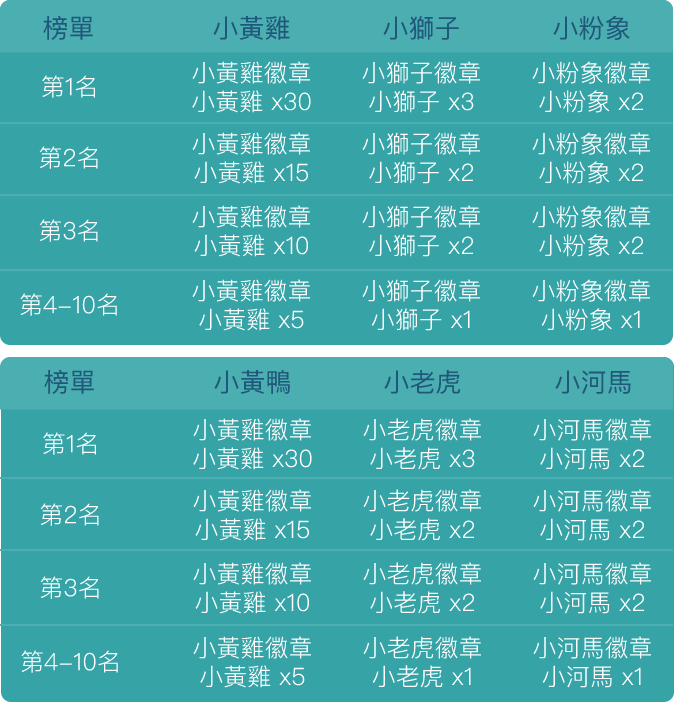 榜單 小黃雞 小獅子 小粉象
第1名 小黃雞徽章 小獅子徽章 小粉象徽章
小黃雞 x30 小獅子 x3 小粉象 x2
第2名 小黃雞徽章 小獅子徽章 小粉象徽章
小黃雞 x15 小獅子 x2 小粉象 x2
第3名 小黃雞徽章 小獅子徽章 小粉象徽章
小黃雞 x10 小獅子 x2 小粉象 x2
第4-10名 小黃雞徽章 小獅子徽章 小粉象徽章
小黃雞 x5 小獅子 x1 小粉象 x1
榜單 小黃鴨 小老虎 小河馬
第1名 小黃雞徽章 小老虎徽章 小河馬徽章
小黃雞 x30 小老虎 x3 小河馬 x2
第2名 小黃雞徽章 小老虎徽章 小河馬徽章
小黃雞 x15 小老虎 x2 小河馬 x2
第3名 小黃雞徽章 小老虎徽章 小河馬徽章
小黃雞 x10 小老虎 x2 小河馬 x2
第4-10名 小黃雞徽章 小老虎徽章 小河馬徽章
小黃雞 x5 小老虎 x1 小河馬 x1